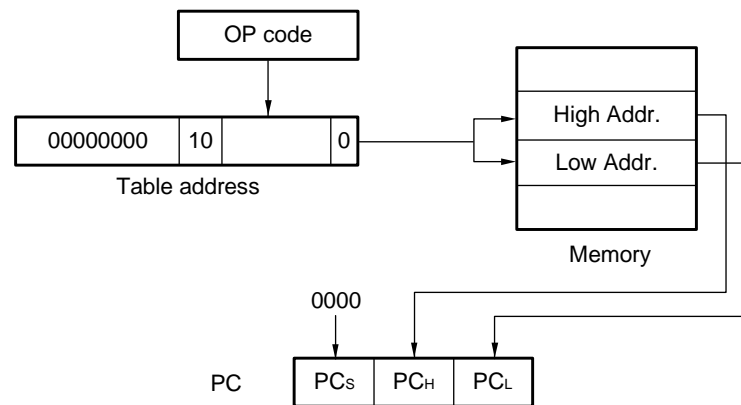 OP code
00000000 10 0
Table address
High Addr.
Low Addr.
Memory
0000
PC PCS PCH PCL